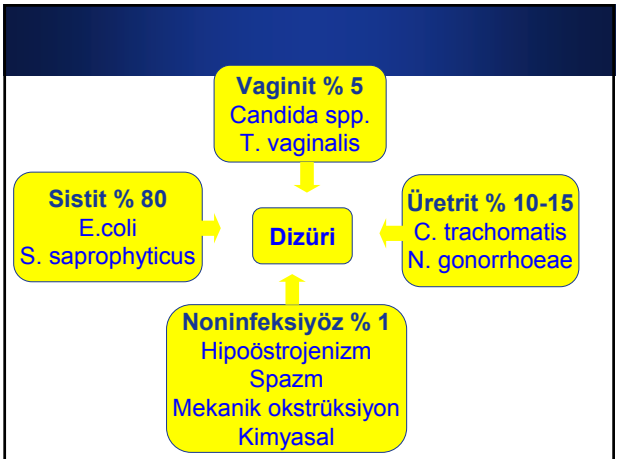 Vaginit % 5
Candida spp.
T. vaginalis
Sistit % 80
E.coli
S. saprophyticus
Dizüri
Üretrit % 10-15
C. trachomatis
N. gonorrhoeae
Noninfeksiyöz % 1
Hipoöstrojenizm
Spazm
Mekanik okstrüksiyon
Kimyasal